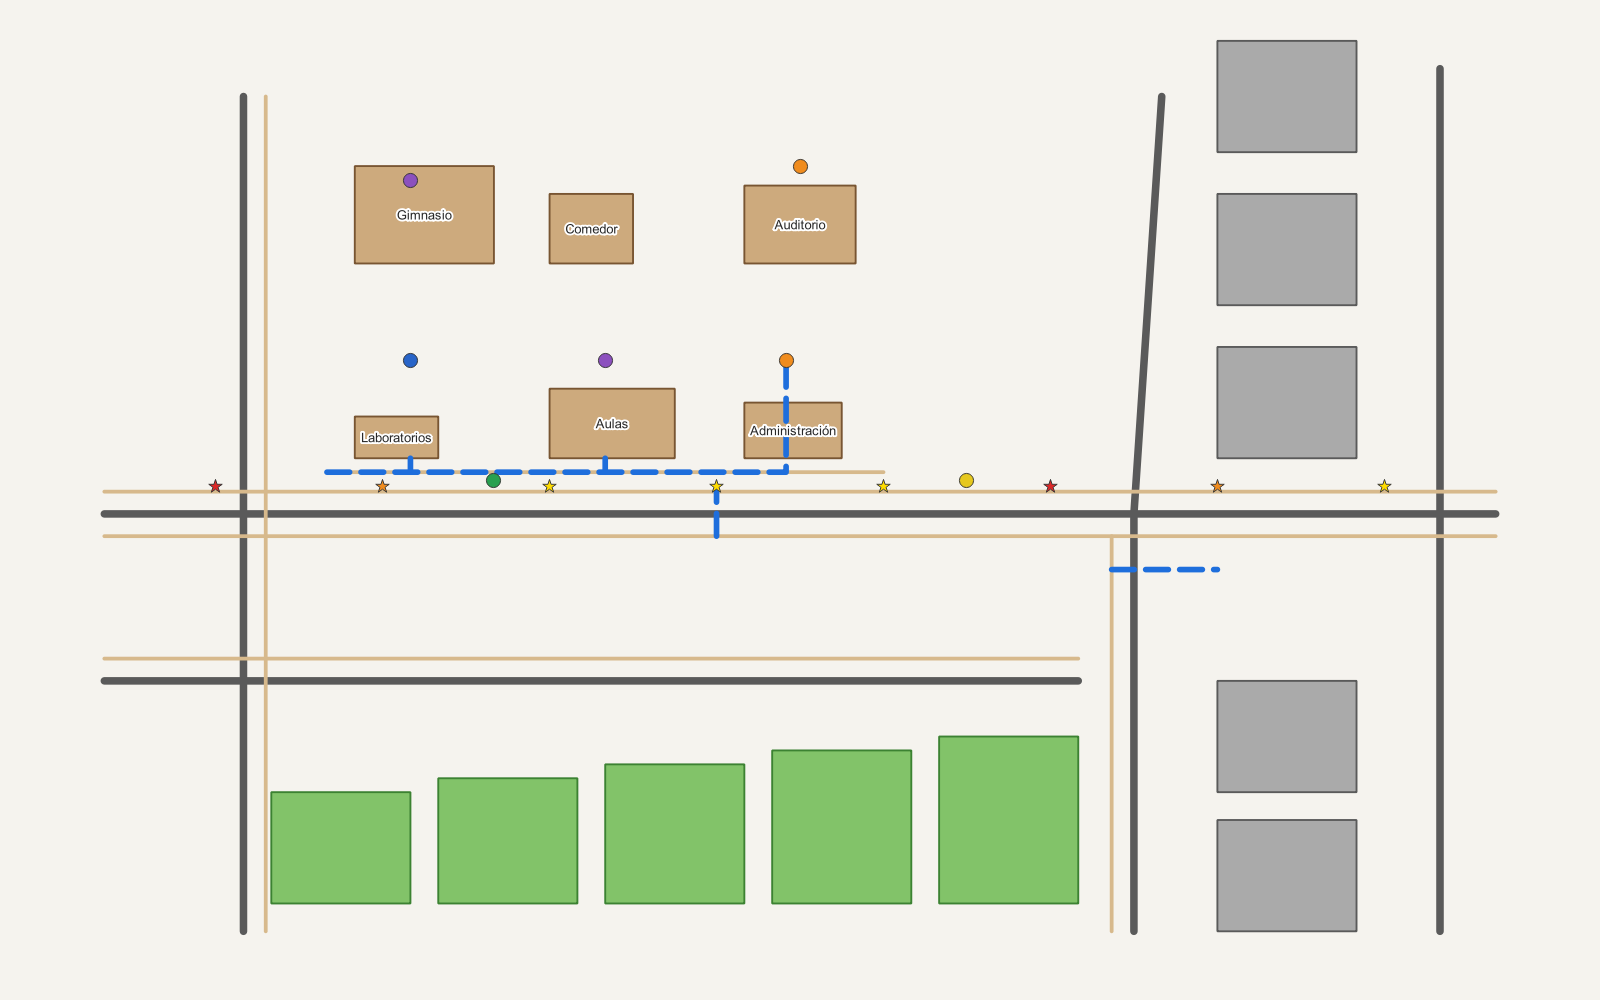 Gimnasio
Comedor
Auditorio
Laboratorios
Aulas
Administración